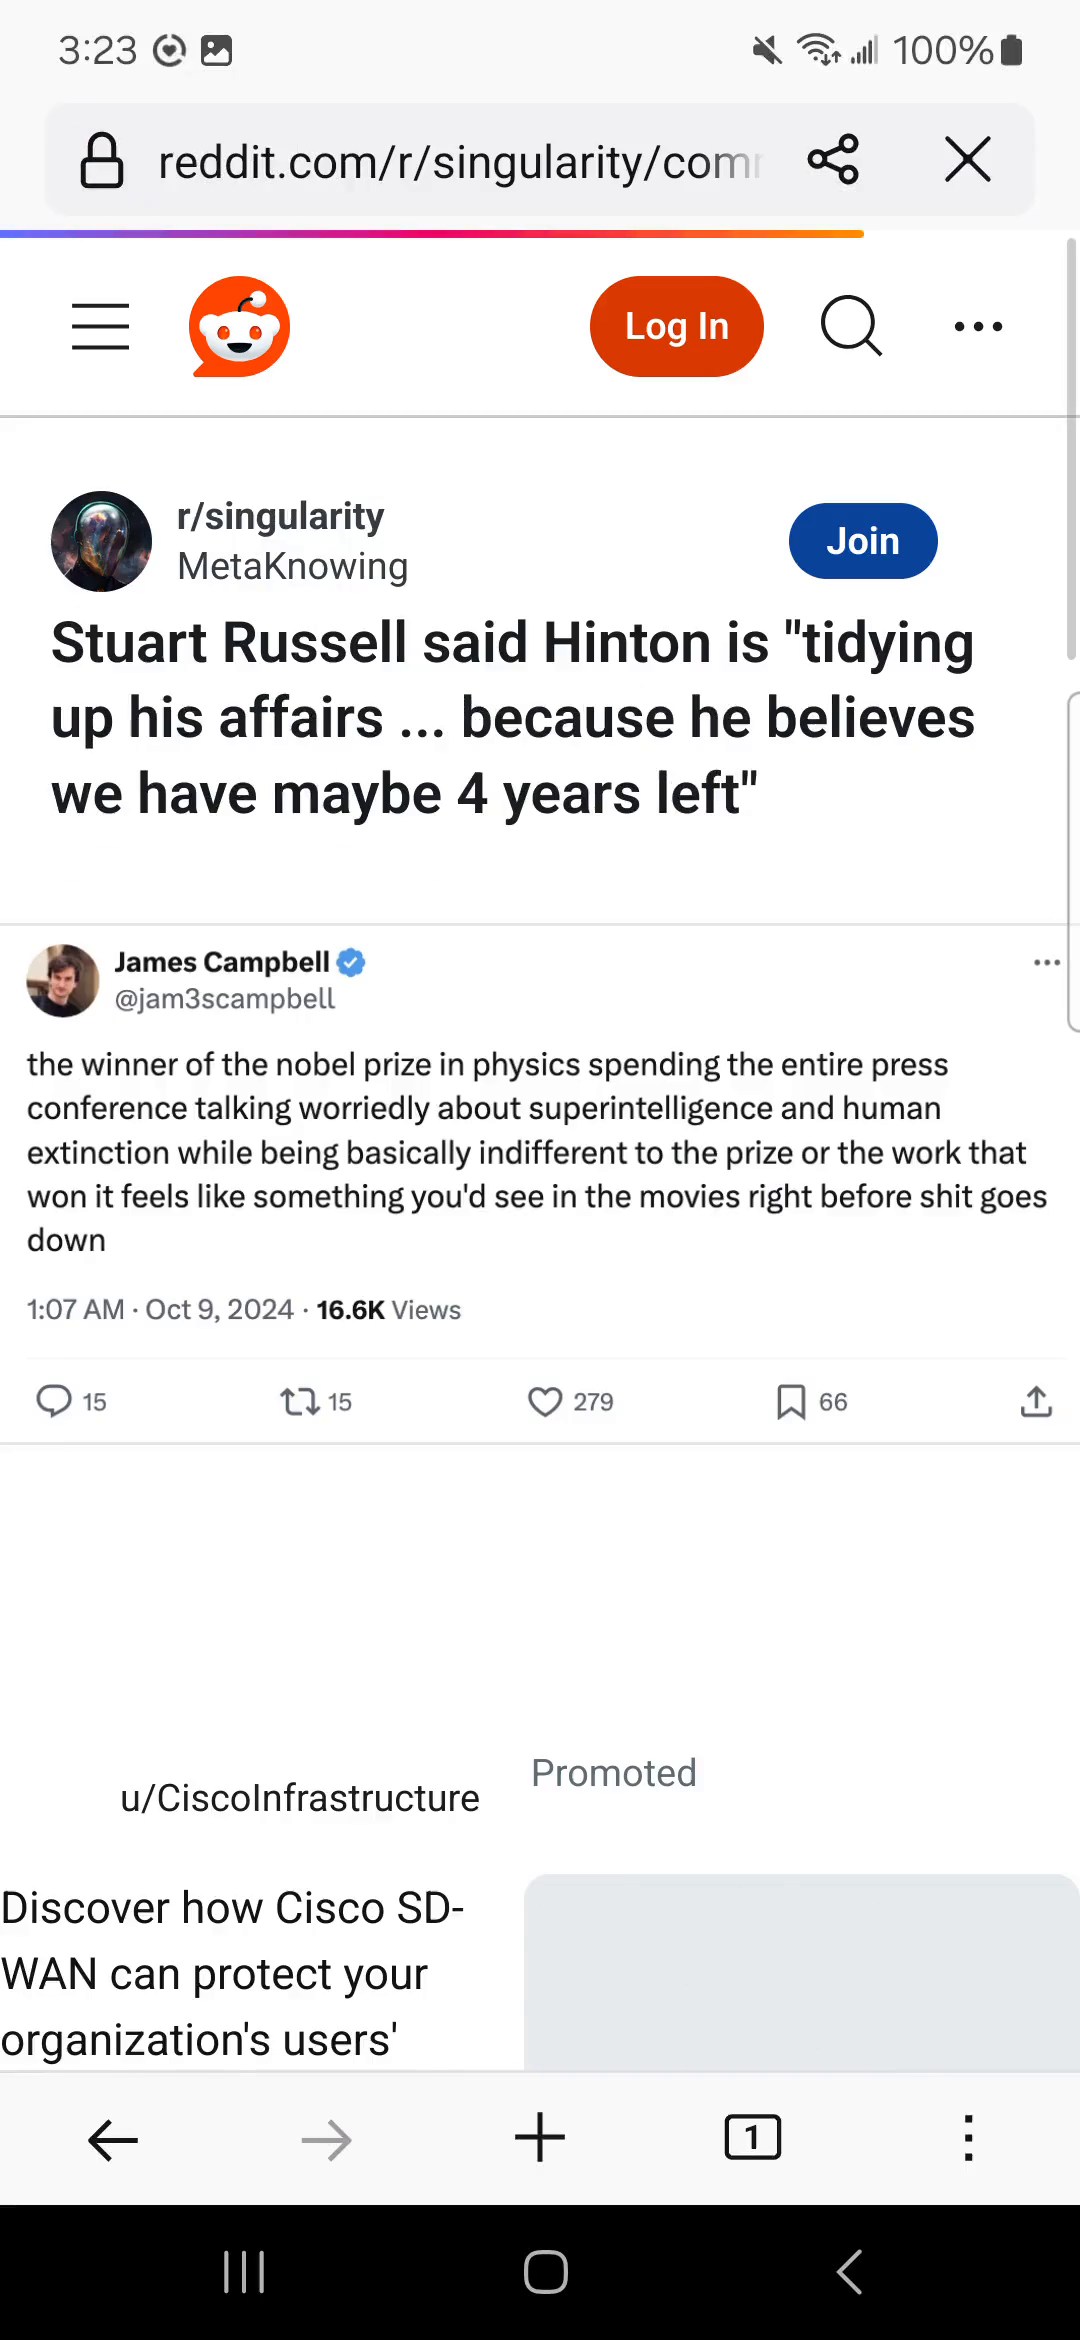 3:23
100%
reddit.com/r/singularity/com
Log In
r/singularity
MetaKnowing
Join
Stuart Russell said Hinton is "tidying
up his affairs ... because he believes
we have maybe 4 years left"
James Campbell
@jam3scampbell
the winner of the nobel prize in physics spending the entire press
conference talking worriedly about superintelligence and human
extinction while being basically indifferent to the prize or the work that
won it feels like something you'd see in the movies right before shit goes
down
1:07 AM · Oct 9, 2024 · 16.6K Views
15
15
279
66
Promoted
u/CiscoInfrastructure
Discover how Cisco SD-
WAN can protect your
organization's users'
1